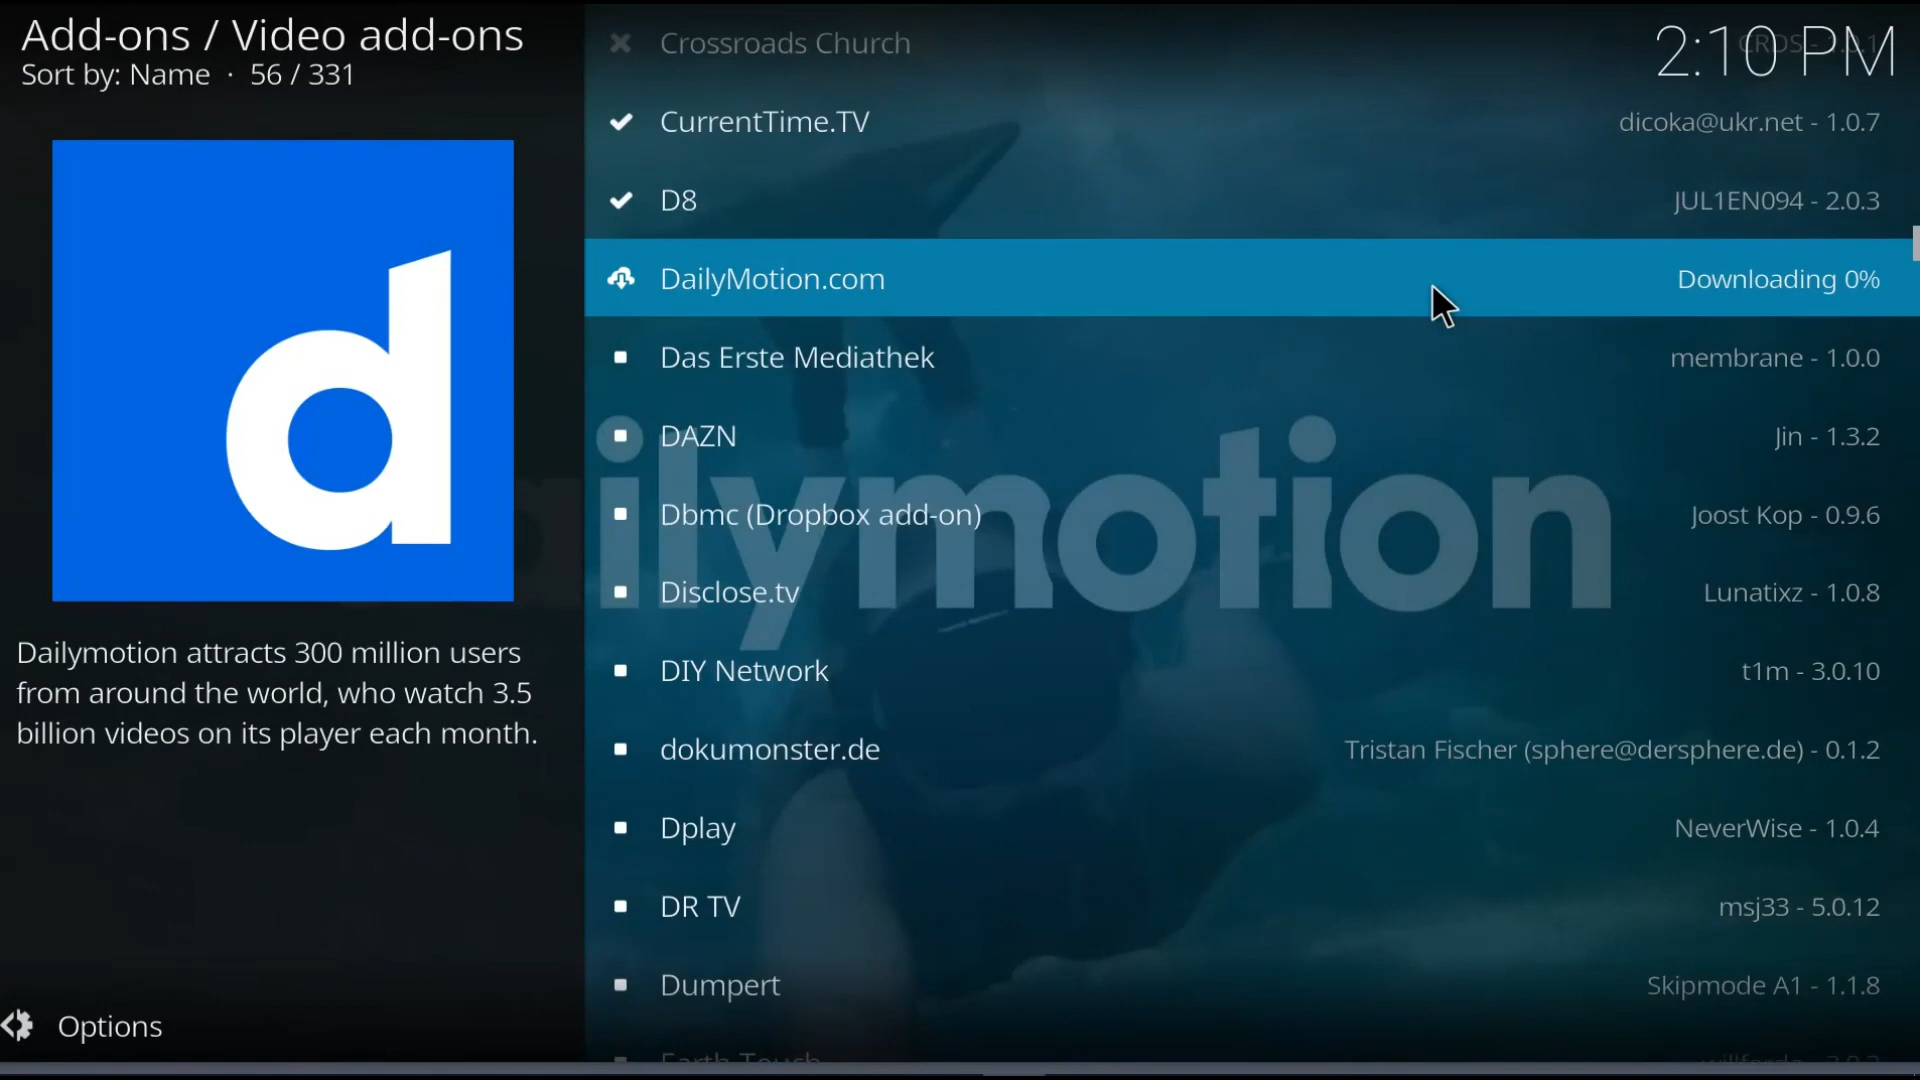 Add-ons / Video add-ons
Sort by: Name · 56 / 331
2:10 PM
Crossroads Church
CurrentTime.TV dicoka@ukr.net - 1.0.7
D8 JUL1EN094 - 2.0.3
DailyMotion.com Downloading 0%
Das Erste Mediathek membrane - 1.0.0
DAZN Jin - 1.3.2
Dbmc (Dropbox add-on) Joost Kop - 0.9.6
Disclose.tv Lunatixz - 1.0.8
DIY Network t1m - 3.0.10
dokumonster.de Tristan Fischer (sphere@dersphere.de) - 0.1.2
Dplay NeverWise - 1.0.4
DR TV msj33 - 5.0.12
Dumpert Skipmode A1 - 1.1.8
Earth Touch
d
dailymotion
Dailymotion attracts 300 million users
from around the world, who watch 3.5
billion videos on its player each month.
Options